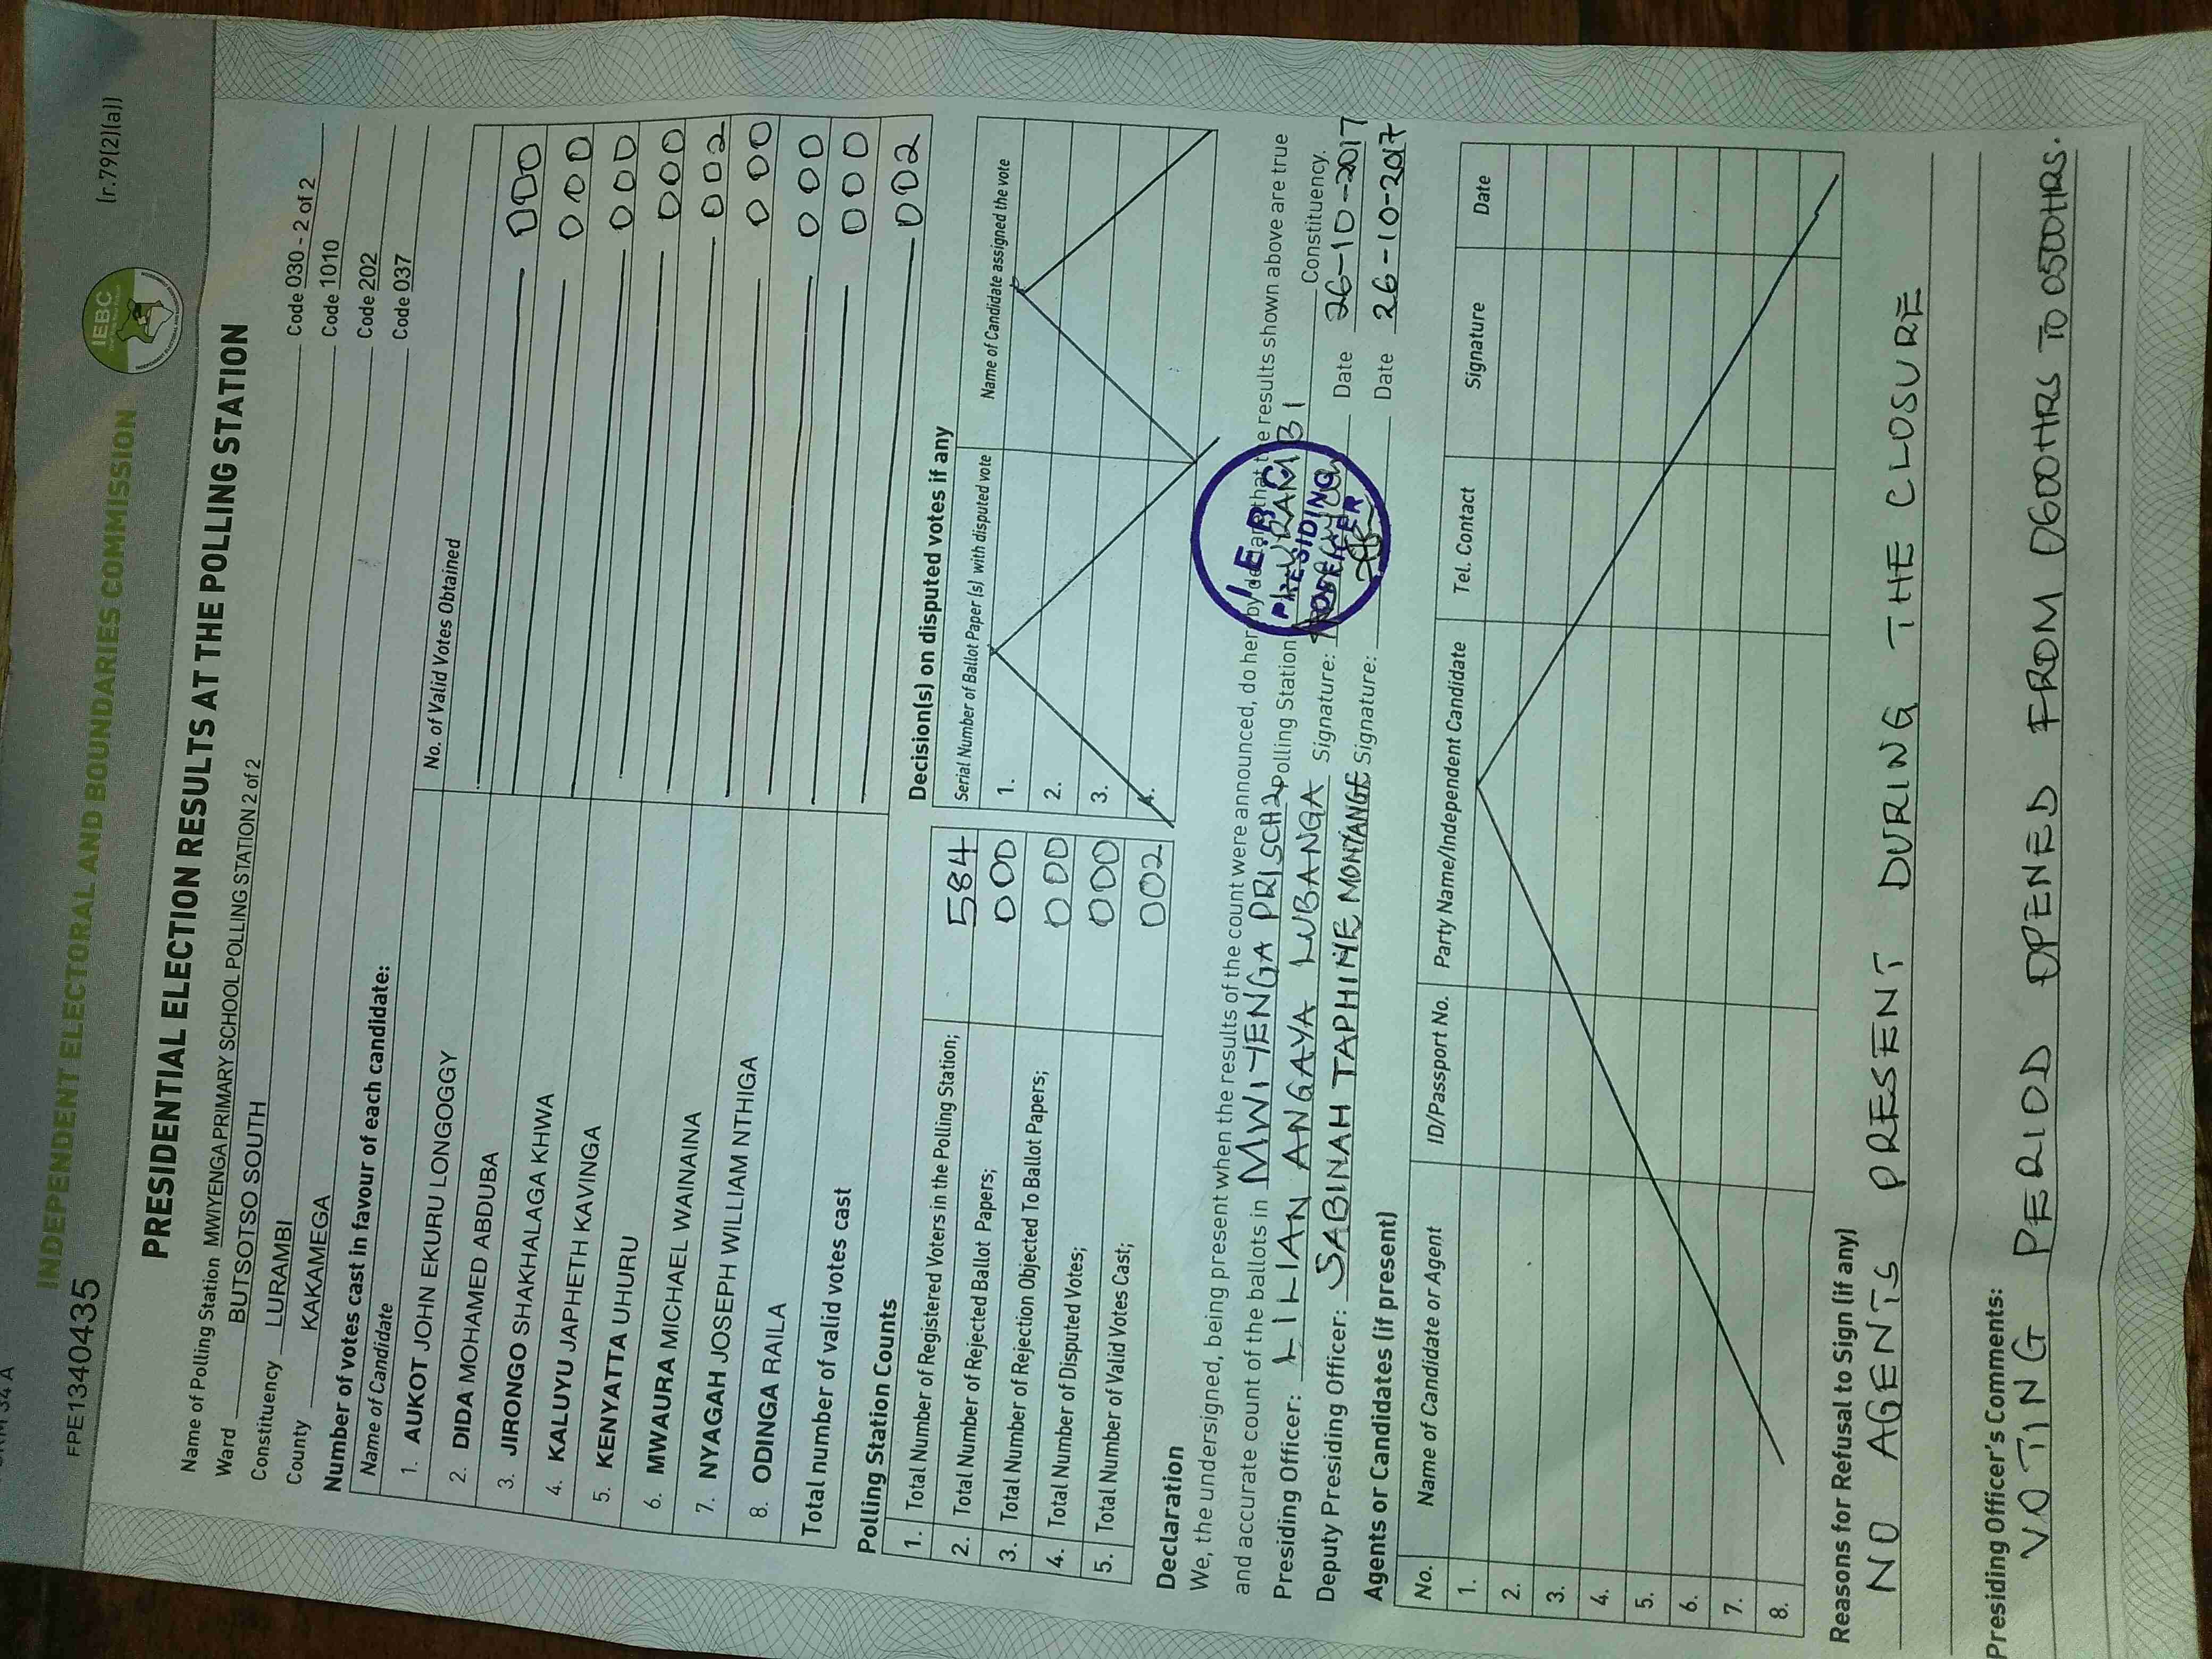 FPE1340435
INDEPENDENT ELECTORAL AND BOUNDARIES COMMISSION
IEBC
(r.79(2)(a))
PRESIDENTIAL ELECTION RESULTS AT THE POLLING STATION
Name of Polling Station MWIYENGA PRIMARY SCHOOL POLLING STATION 2 of 2 Code 030 - 2 of 2
Ward BUTSOTSO SOUTH Code 1010
Constituency LURAMBI Code 202
County KAKAMEGA Code 037
Number of votes cast in favour of each candidate:
Name of Candidate No. of Valid Votes Obtained
1. AUKOT JOHN EKURU LONGOGGY 000
2. DIDA MOHAMED ABDUBA 000
3. JIRONGO SHAKHALAGA KHWA 000
4. KALUYU JAPHETH KAVINGA 000
5. KENYATTA UHURU 002
6. MWAURA MICHAEL WAINAINA 000
7. NYAGAH JOSEPH WILLIAM NTHIGA 000
8. ODINGA RAILA 000
Total number of valid votes cast 002
Polling Station Counts
1. Total Number of Registered Voters in the Polling Station; 584
2. Total Number of Rejected Ballot Papers; 000
3. Total Number of Rejection Objected To Ballot Papers; 000
4. Total Number of Disputed Votes; 000
5. Total Number of Valid Votes Cast; 002
Decision(s) on disputed votes if any
Serial Number of Ballot Paper (s) with disputed vote Name of Candidate assigned the vote
1.
2.
3.
4.
Declaration
We, the undersigned, being present when the results of the count were announced, do hereby declare that the results shown above are true
and accurate count of the ballots in MWIYENGA PRI SCH 2 Polling Station LURAMBI Constituency.
Presiding Officer: LILIAN ANGAYA LUBANGA Signature: Date 26-10-2017
Deputy Presiding Officer: SABINAH TAPHINE MONYANGE Signature: Date 26-10-2017
I.E.B.C
PRESIDING
OFFICER
Agents or Candidates (if present)
No. Name of Candidate or Agent ID/Passport No. Party Name/Independent Candidate Tel. Contact Signature Date
1.
2.
3.
4.
5.
6.
7.
8.
Reasons for Refusal to Sign (if any)
NO AGENTS PRESENT DURING THE CLOSURE
Presiding Officer's Comments:
VOTING PERIOD OPENED FROM 0600HRS TO 0500HRS.